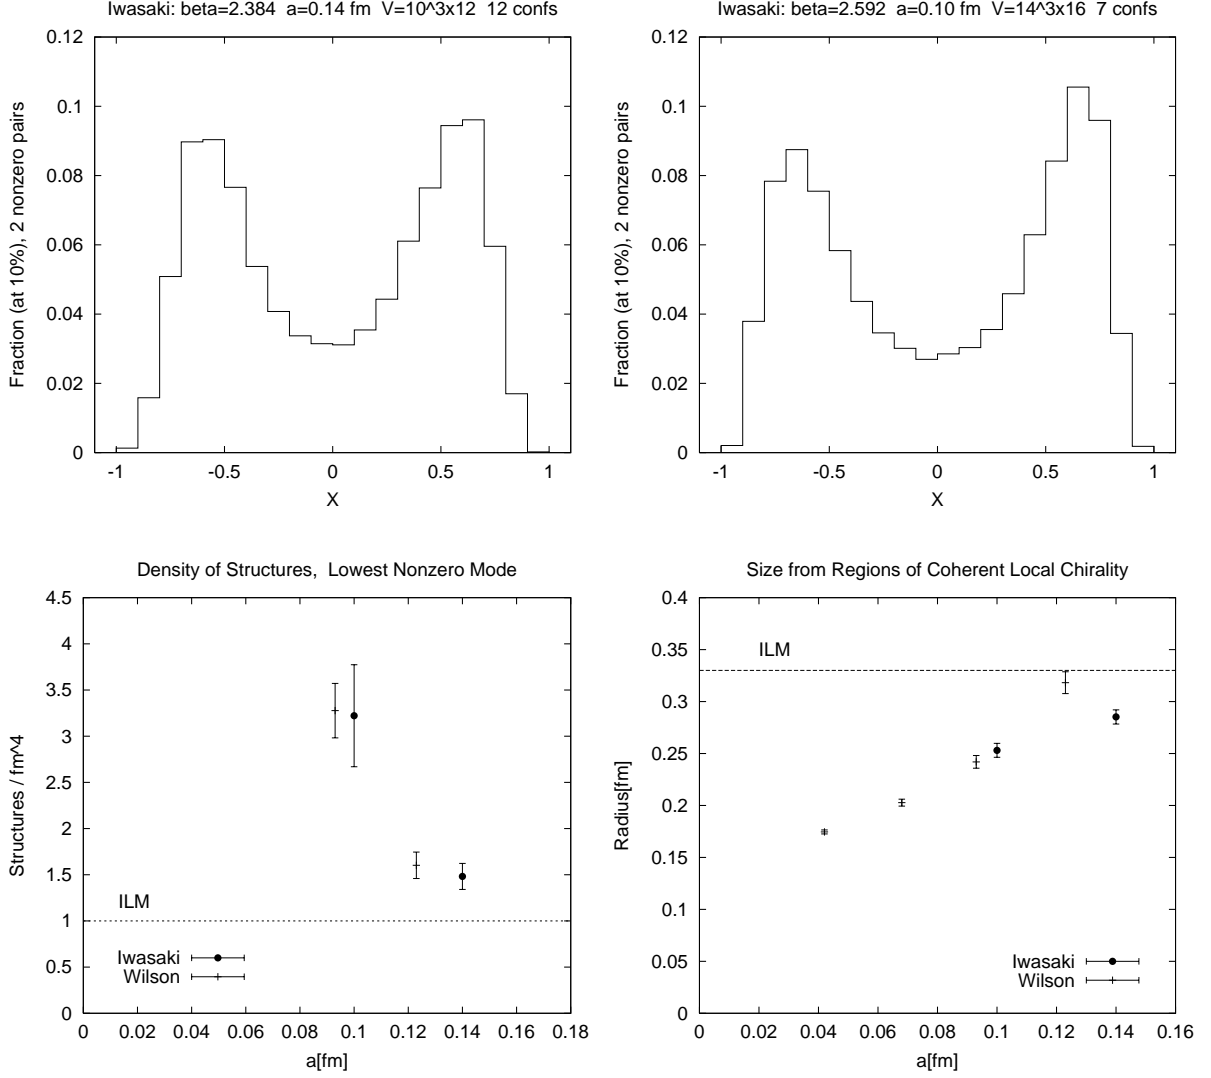 Iwasaki: beta=2.384 a=0.14 fm V=10^3x12 12 confs
0.12
0.1
0.08
0.06
0.04
0.02
0
Fraction (at 10%), 2 nonzero pairs
-1 -0.5 0 0.5 1
X
Iwasaki: beta=2.592 a=0.10 fm V=14^3x16 7 confs
0.12
0.1
0.08
0.06
0.04
0.02
0
Fraction (at 10%), 2 nonzero pairs
-1 -0.5 0 0.5 1
X
Density of Structures, Lowest Nonzero Mode
4.5
4
3.5
3
2.5
2
1.5
1
0.5
0
Structures / fm^4
ILM
Iwasaki
Wilson
0 0.02 0.04 0.06 0.08 0.1 0.12 0.14 0.16 0.18
a[fm]
Size from Regions of Coherent Local Chirality
0.4
0.35
0.3
0.25
0.2
0.15
0.1
0.05
0
Radius[fm]
ILM
Iwasaki
Wilson
0 0.02 0.04 0.06 0.08 0.1 0.12 0.14 0.16
a[fm]